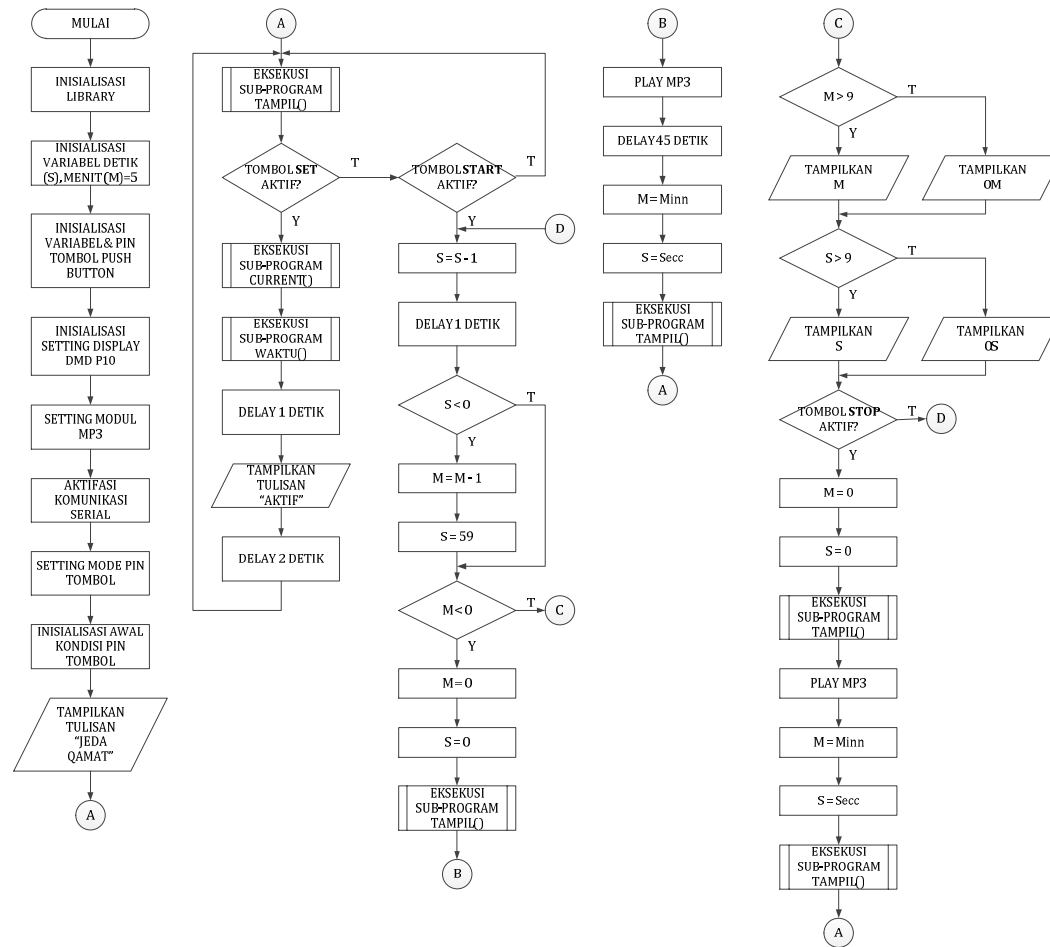 MULAI
INISIALISASI
LIBRARY
INISIALISASI
VARIABEL DETIK
(S), MENIT (M)=5
INISIALISASI
VARIABEL & PIN
TOMBOL PUSH
BUTTON
INISIALISASI
SETTING DISPLAY
DMD P10
SETTING MODUL
MP3
AKTIFASI
KOMUNIKASI
SERIAL
SETTING MODE PIN
TOMBOL
INISIALISASI AWAL
KONDISI PIN
TOMBOL
TAMPILKAN
TULISAN
“JEDA
QAMAT”
A
A
EKSEKUSI
SUB-PROGRAM
TAMPIL()
TOMBOL SET
AKTIF?
T
Y
EKSEKUSI
SUB-PROGRAM
CURRENT()
EKSEKUSI
SUB-PROGRAM
WAKTU()
DELAY 1 DETIK
TAMPILKAN
TULISAN
“AKTIF”
DELAY 2 DETIK
TOMBOL START
AKTIF?
T
Y
D
S = S - 1
DELAY 1 DETIK
S < 0
T
Y
M = M - 1
S = 59
M < 0
T
C
Y
M = 0
S = 0
EKSEKUSI
SUB-PROGRAM
TAMPIL()
B
B
PLAY MP3
DELAY 45 DETIK
M = Minn
S = Secc
EKSEKUSI
SUB-PROGRAM
TAMPIL()
A
C
M > 9
T
Y
TAMPILKAN
M
TAMPILKAN
0M
S > 9
T
Y
TAMPILKAN
S
TAMPILKAN
0S
TOMBOL STOP
AKTIF?
T
D
Y
M = 0
S = 0
EKSEKUSI
SUB-PROGRAM
TAMPIL()
PLAY MP3
M = Minn
S = Secc
EKSEKUSI
SUB-PROGRAM
TAMPIL()
A